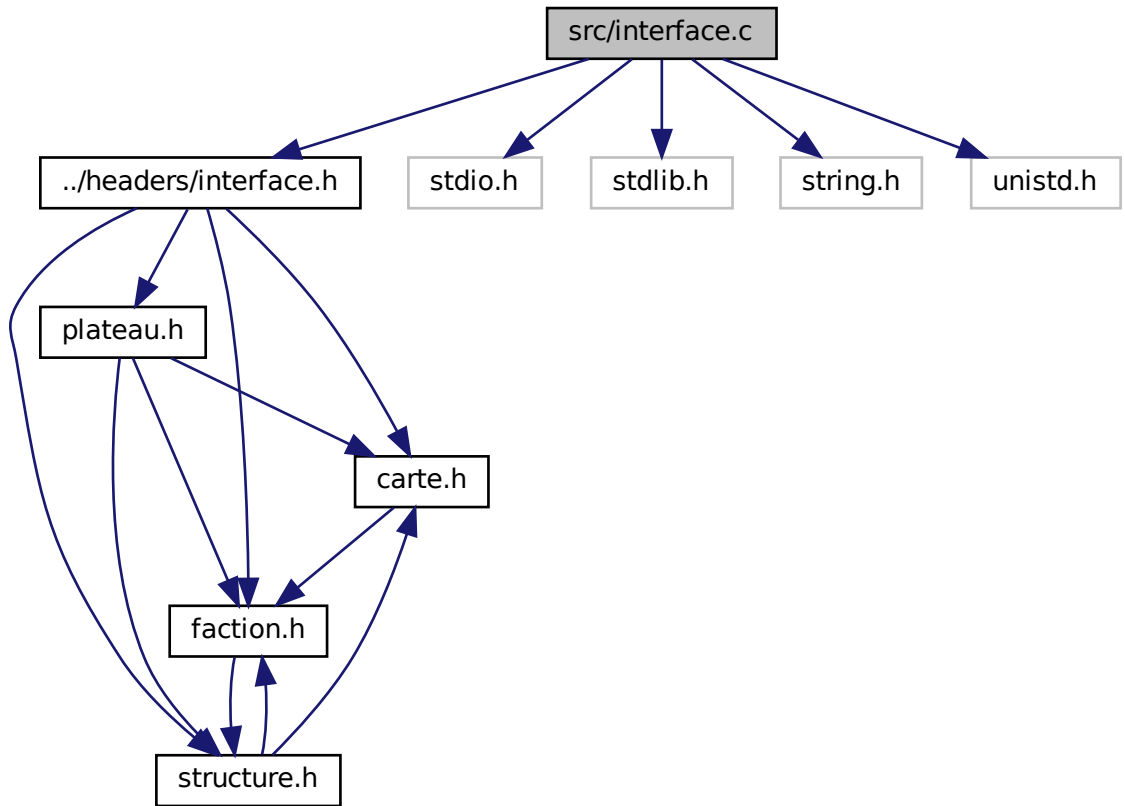 src/interface.c
../headers/interface.h
stdio.h
stdlib.h
string.h
unistd.h
plateau.h
carte.h
faction.h
structure.h